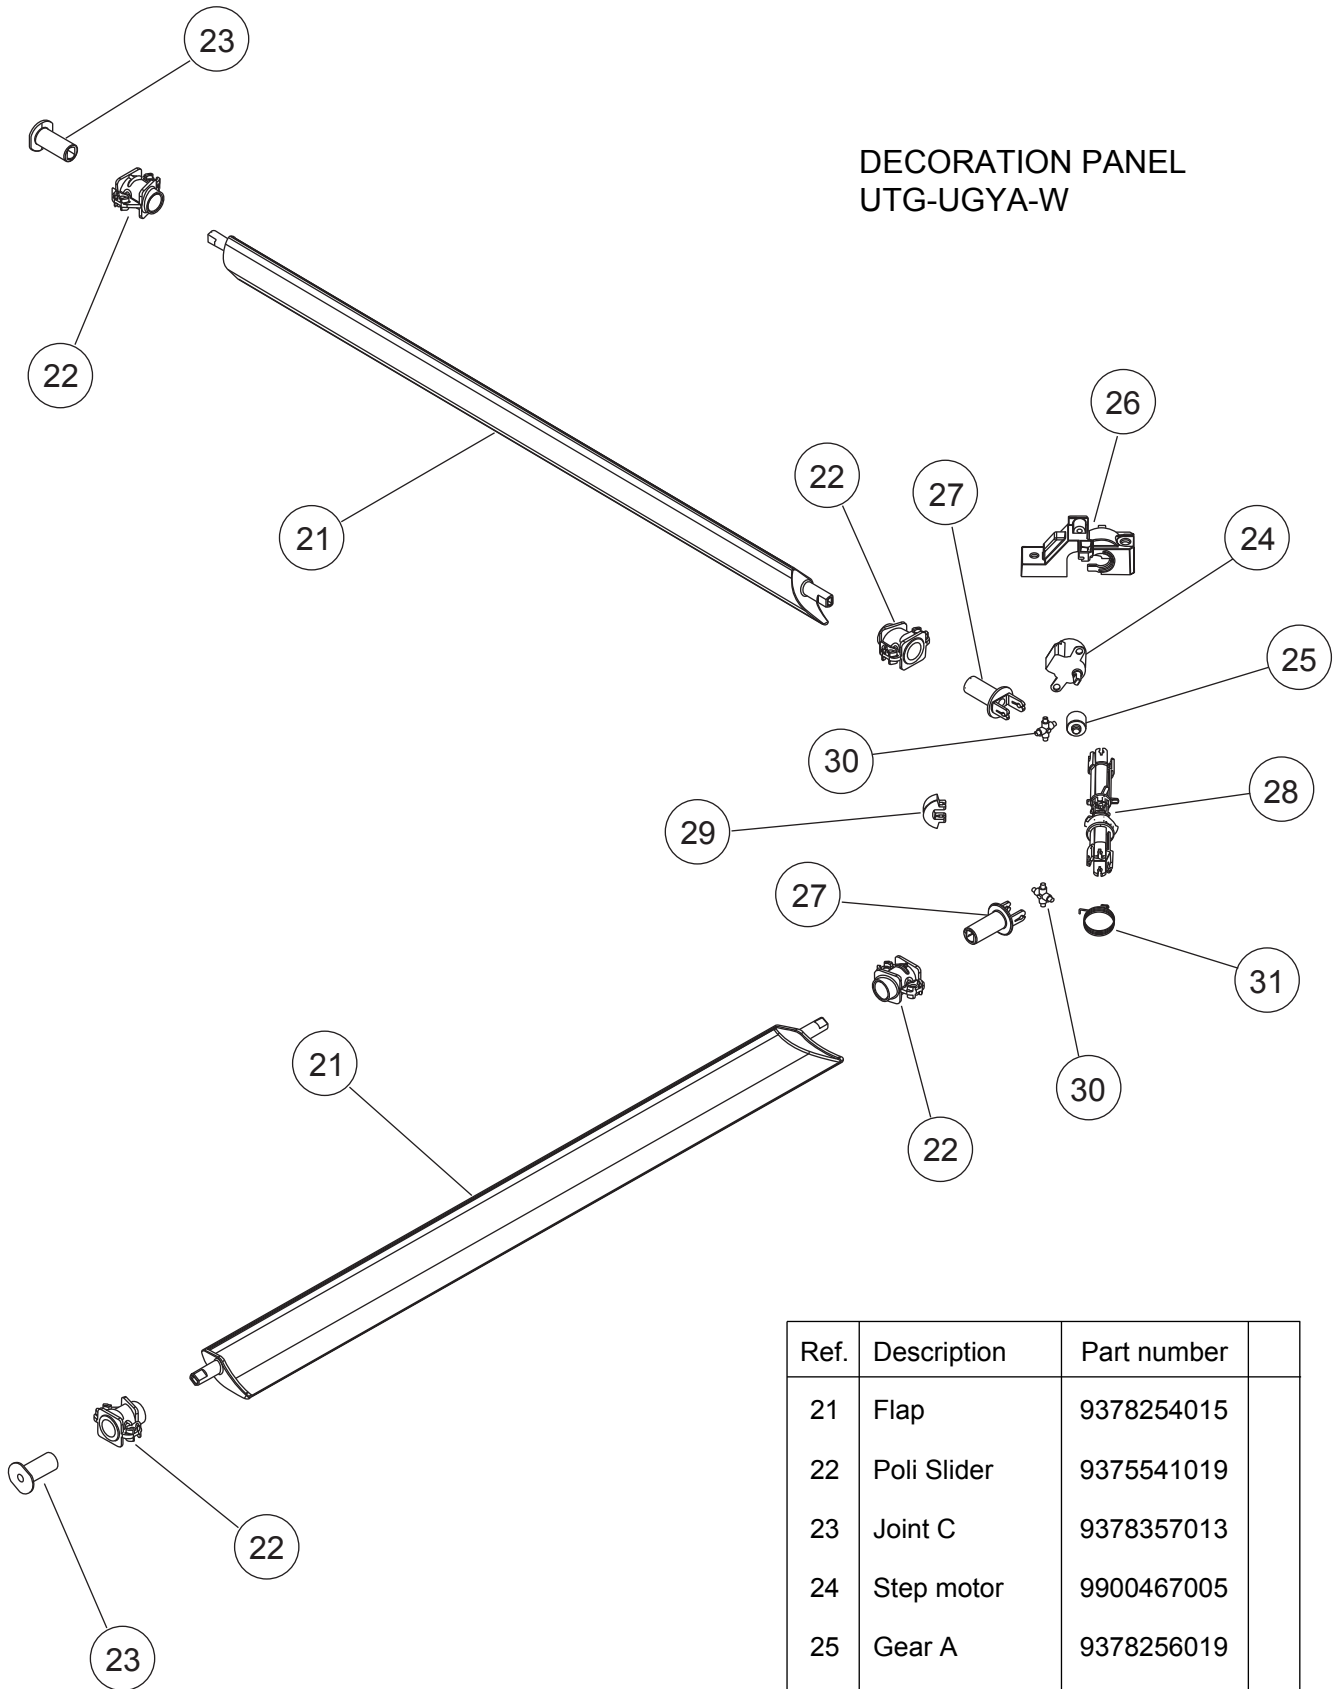 23
DECORATION PANEL
UTG-UGYA-W
22
26
22
27
21
24
25
30
28
29
27
31
21
30
22
Ref. Description Part number
21 Flap 9378254015
22 Poli Slider 9375541019
22
23 Joint C 9378357013
24 Step motor 9900467005
25 Gear A 9378256019
23